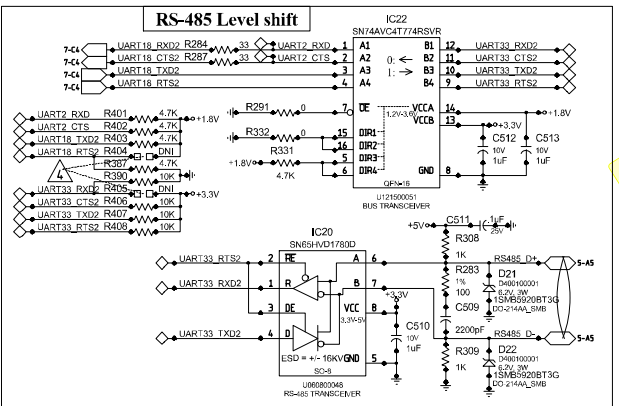 RS-485 Level shift
IC22
SN74AVC4T774RSVR
7-C4 UART18_RXD2 R284 33 UART2_RXD 1 A1 B1 12 UART33_RXD2
7-C4 UART18_CTS2 R287 33 UART2_CTS 2 A2 0: ← B2 11 UART33_CTS2
7-C4 UART18_TXD2 3 A3 1: → B3 10 UART33_TXD2
7-C4 UART18_RTS2 4 A4 B4 9 UART33_RTS2
R291 0 7 OE 1.2V-3.6V VCCA 14 +1.8V
VCCB 13 +3.3V
R332 0 15 DIR1
16 DIR2
R331 5 DIR3
+1.8V 4.7K 6 DIR4 GND 8
C512 10V 1uF
C513 10V 1uF
QFN-16
U121500051
BUS TRANSCEIVER
UART2_RXD R401 4.7K +1.8V
UART2_CTS R402 4.7K
UART18_TXD2 R403 4.7K
UART18_RTS2 R404 DNI
4
R387 4.7K
R390 10K
UART33_RXD2 R405 DNI +3.3V
UART33_CTS2 R406 10K
UART33_TXD2 R407 10K
UART33_RTS2 R408 10K
IC20
SN65HVD1780D
UART33_RTS2 2 RE A 6
UART33_RXD2 1 R B 7
3 DE VCC 8 +3.3V
3.3V-5V
UART33_TXD2 4 D
ESD = +/- 16KV GND 5
SO-8
U060800048
RS-485 TRANSCEIVER
C510
10V
1uF
+5V C511 1uF
25V
R308
1K
RS485_D+ 5-A5
R283
1%
100
D21
D400100001
6.2V, 3W
1SMB5920BT3G
DO-214AA_SMB
C509
2200pF
RS485_D- 5-A5
R309
1K
D22
D400100001
6.2V, 3W
1SMB5920BT3G
DO-214AA_SMB